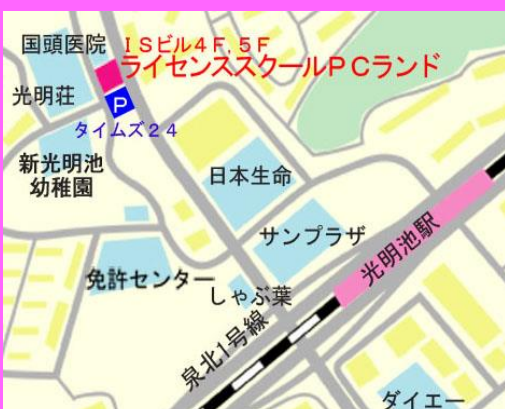 国頭医院
ISビル4F,5F
ライセンススクールPCランド
光明荘
P
タイムズ24
新光明池
幼稚園
日本生命
サンプラザ
光明池駅
免許センター
しゃぶ葉
泉北1号線
ダイエー